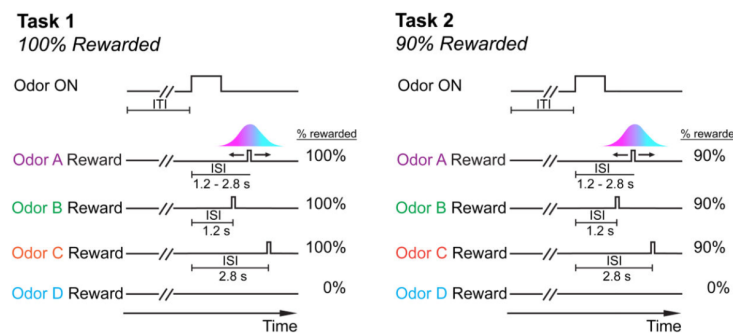 Task 1
100% Rewarded
Odor ON
ITI
% rewarded
Odor A Reward
100%
ISI
1.2 - 2.8 s
Odor B Reward
100%
ISI
1.2 s
Odor C Reward
100%
ISI
2.8 s
Odor D Reward
0%
Time
Task 2
90% Rewarded
Odor ON
ITI
% rewarde
Odor A Reward
90%
ISI
1.2 - 2.8 s
Odor B Reward
90%
ISI
1.2 s
Odor C Reward
90%
ISI
2.8 s
Odor D Reward
0%
Time